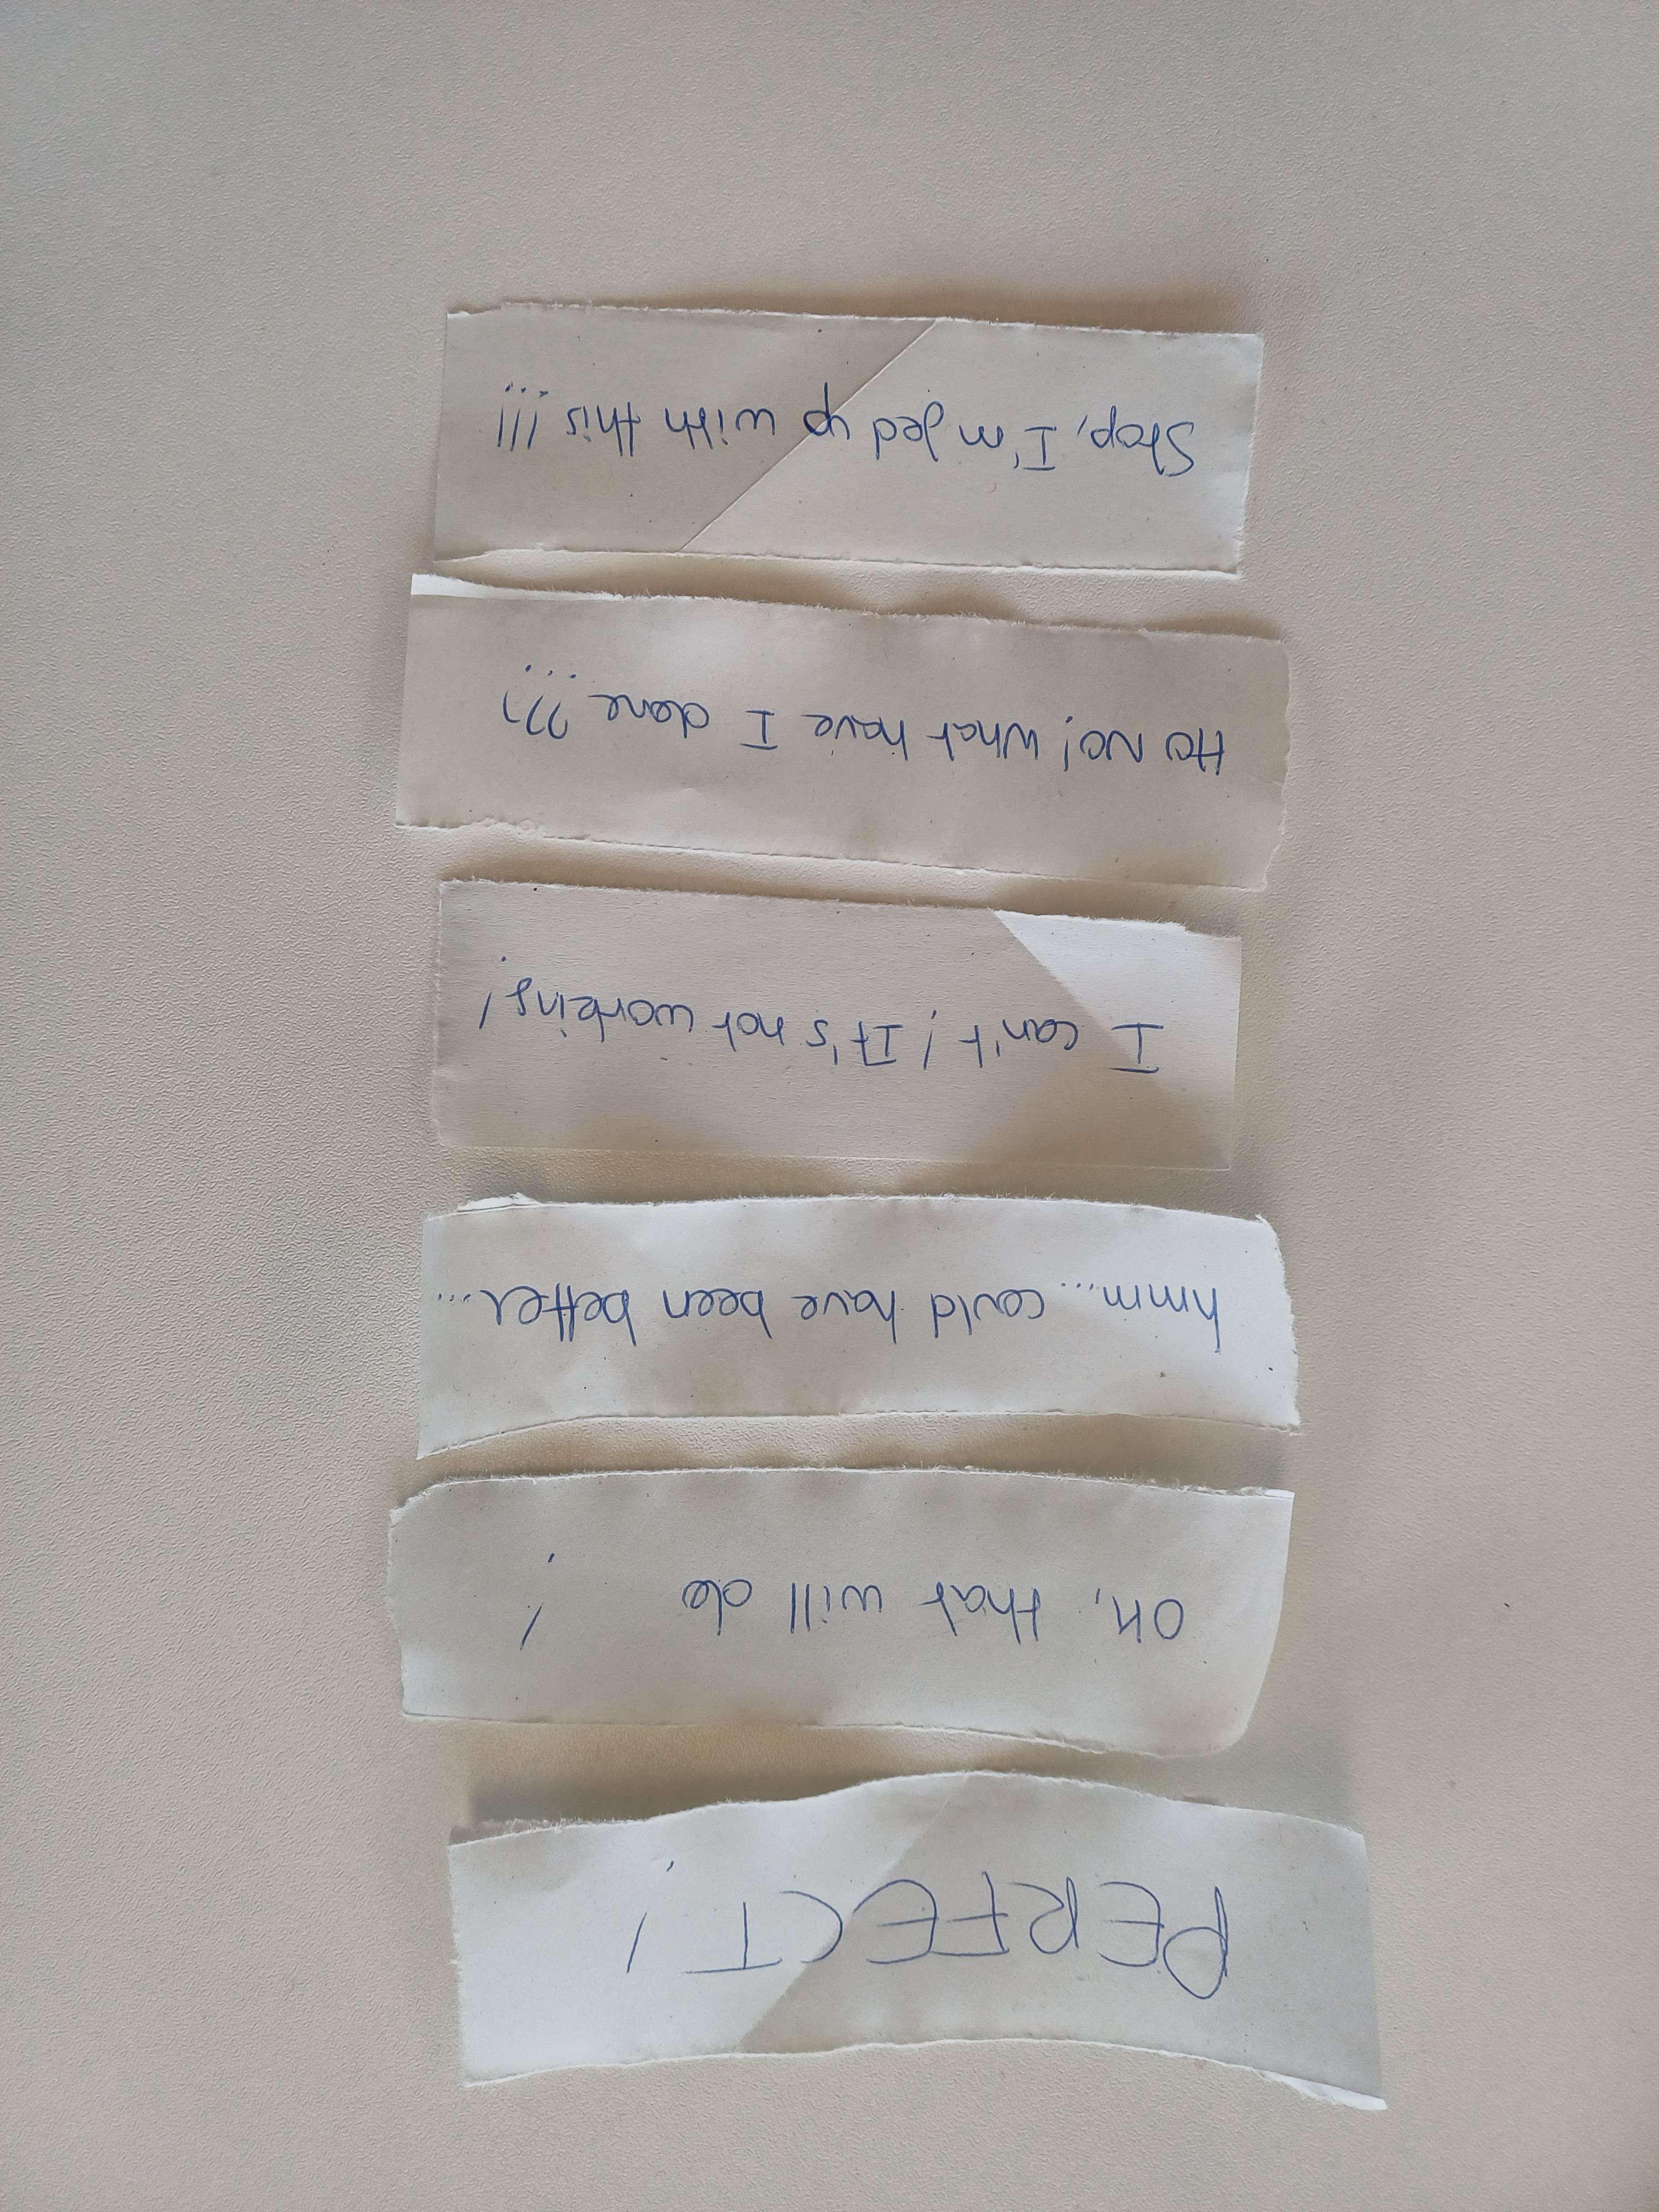 PERFECT!
OK, that will do !
hmm... could have been better...
I can't! It's not working!
Ho No! What have I done???
Stop, I'm fed up with this!!!